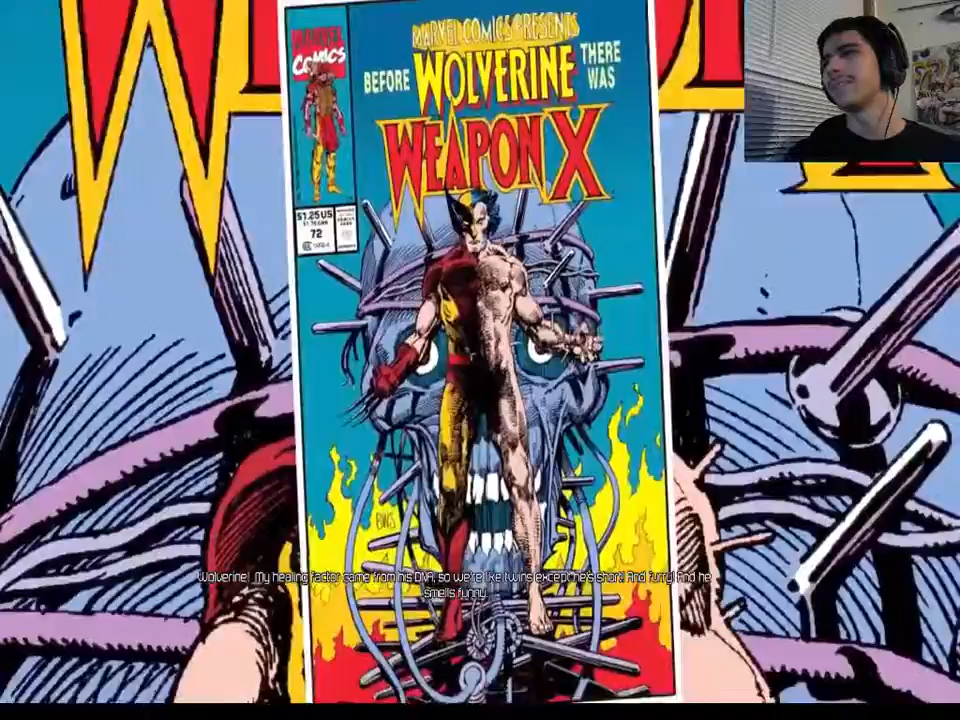 MARVEL COMICS PRESENTS
MARVEL
COMICS
BEFORE WOLVERINE THERE WAS
WEAPON X
$1.25 US
72
BWS
Wolverine! My healing factor came from his DNA, so we're like twins except he's short! And furry! And he
smells funny.